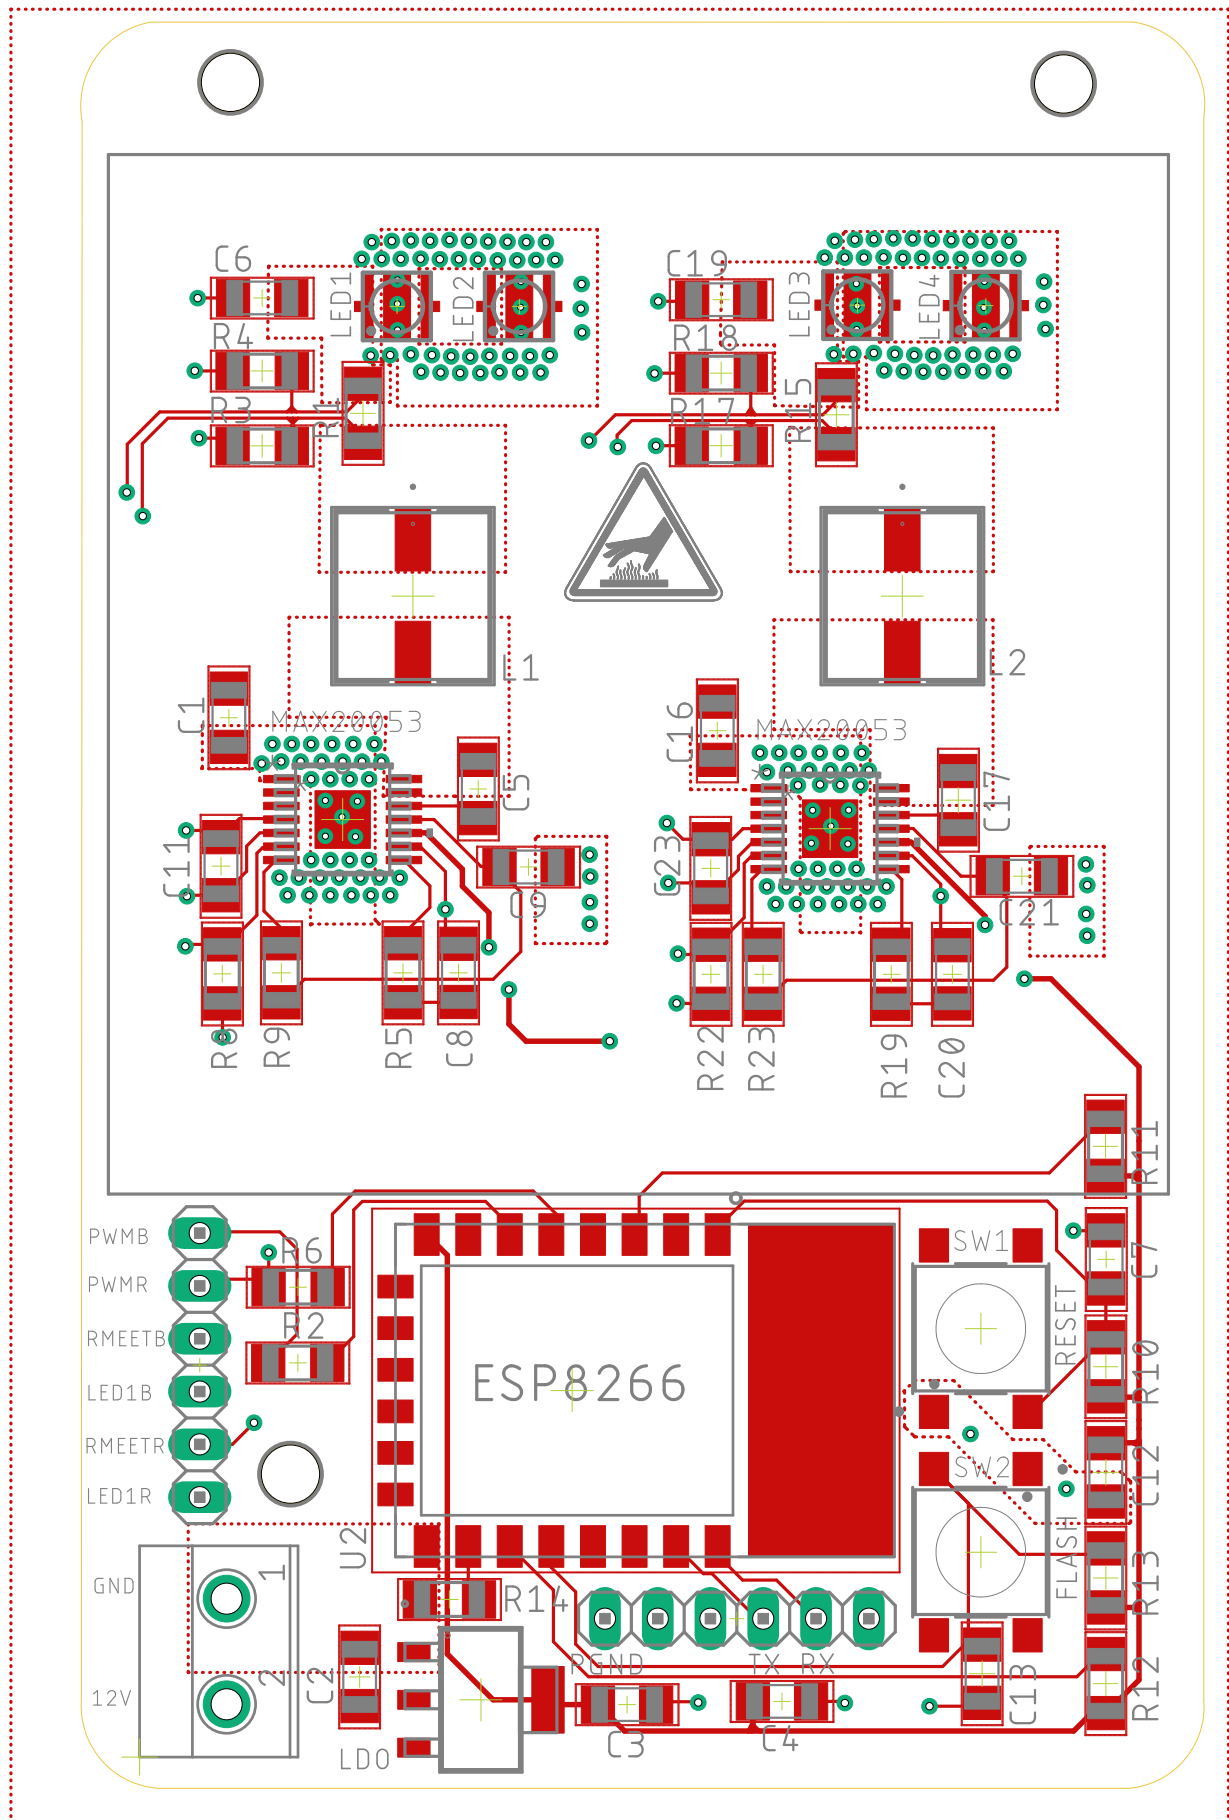 C6
LED1
LED2
C19
LED3
LED4
R4
R18
R3
R1
R17
R15
L1
L2
C1
MAX20053
C16
MAX20053
C5
C17
C11
C9
C23
C21
R9
R5
C8
R22
R23
R19
C20
R11
PWMB
R6
SW1
C7
PWMR
R2
RESET
RMEETB
ESP8266
R10
LED1B
RMEETR
SW2
C12
LED1R
U2
FLASH
R13
GND
1
R14
PGND
TX
RX
2
12V
C2
C13
R12
LDO
C3
C4